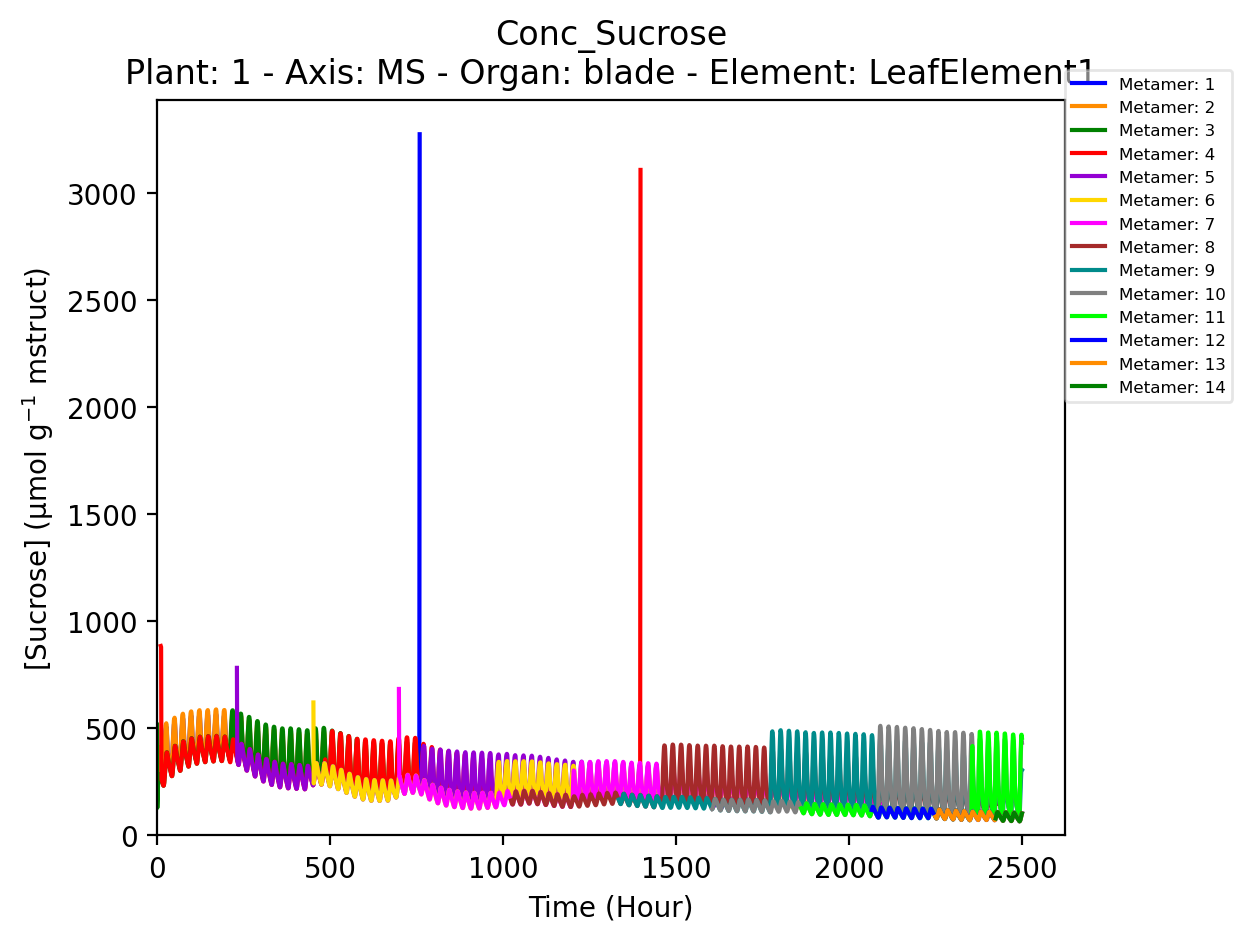 Conc_Sucrose
Plant: 1 - Axis: MS - Organ: blade - Element: LeafElement1
[Sucrose] (µmol g⁻¹ mstruct)
3000
2500
2000
1500
1000
500
0
0 500 1000 1500 2000 2500
Time (Hour)
Metamer: 1
Metamer: 2
Metamer: 3
Metamer: 4
Metamer: 5
Metamer: 6
Metamer: 7
Metamer: 8
Metamer: 9
Metamer: 10
Metamer: 11
Metamer: 12
Metamer: 13
Metamer: 14